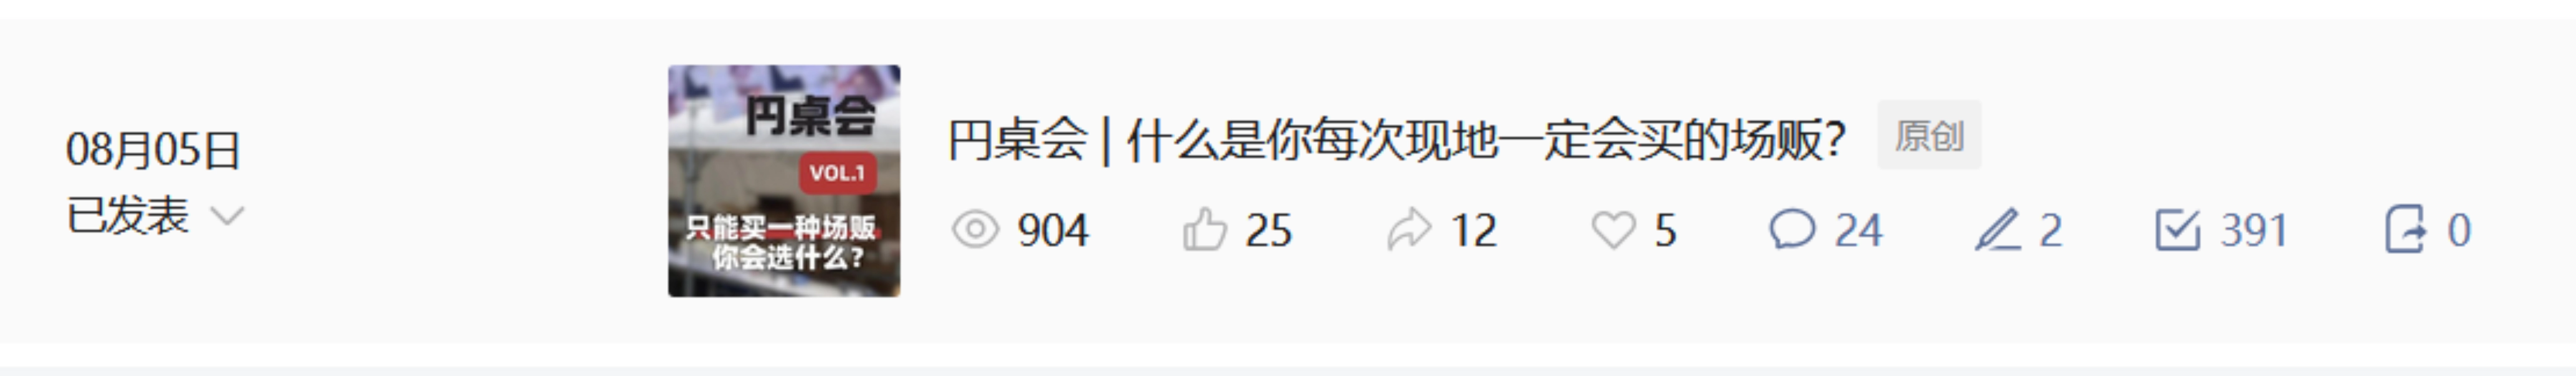 08月05日
已发表
円桌会
VOL.1
只能买一种场贩
你会选什么?
円桌会 | 什么是你每次现地一定会买的场贩?
原创
904 25 12 5 24 2 391 0